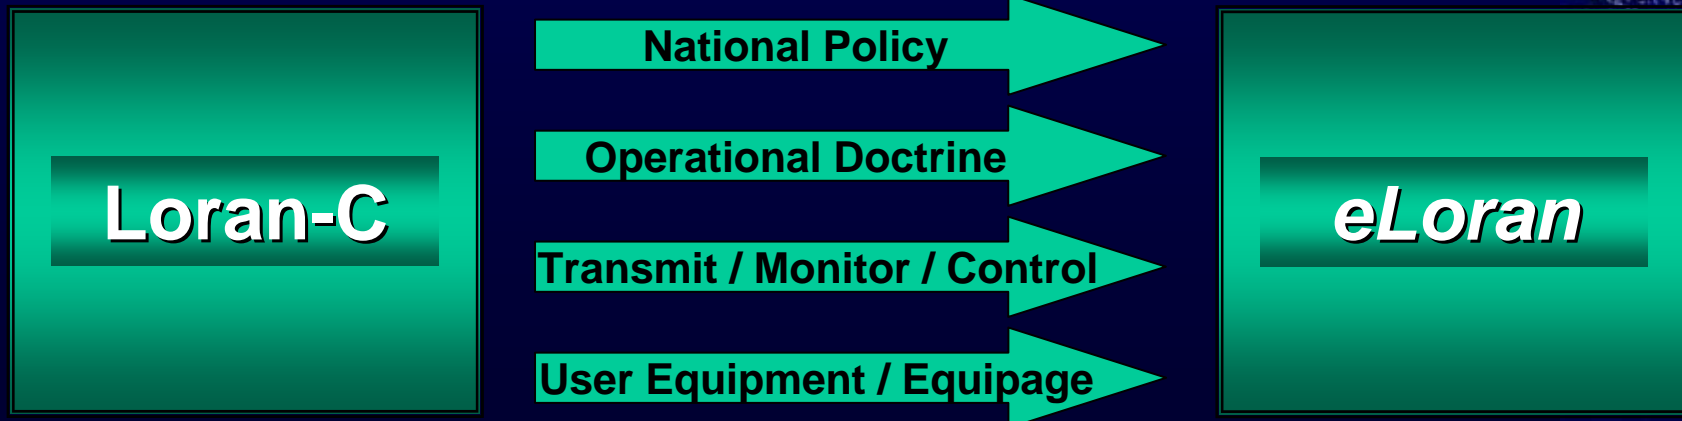 Loran-C
National Policy
Operational Doctrine
Transmit / Monitor / Control
User Equipment / Equipage
eLoran